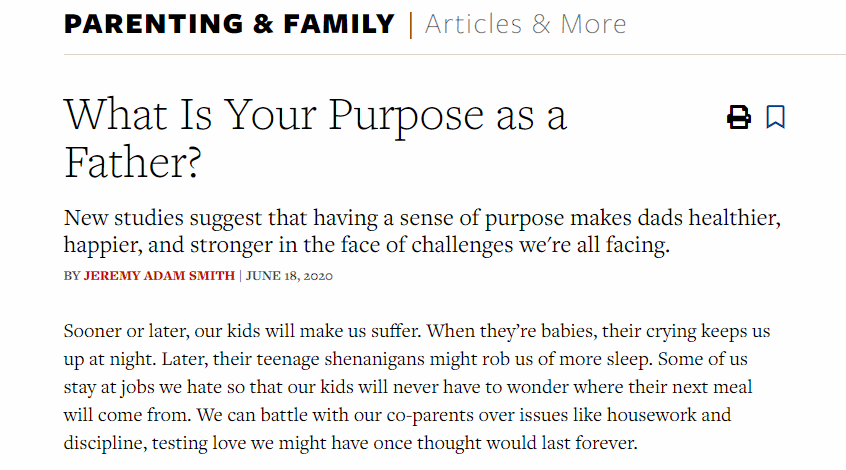 PARENTING & FAMILY | Articles & More
What Is Your Purpose as a
Father?
New studies suggest that having a sense of purpose makes dads healthier,
happier, and stronger in the face of challenges we're all facing.
BY JEREMY ADAM SMITH | JUNE 18, 2020
Sooner or later, our kids will make us suffer. When they’re babies, their crying keeps us
up at night. Later, their teenage shenanigans might rob us of more sleep. Some of us
stay at jobs we hate so that our kids will never have to wonder where their next meal
will come from. We can battle with our co-parents over issues like housework and
discipline, testing love we might have once thought would last forever.